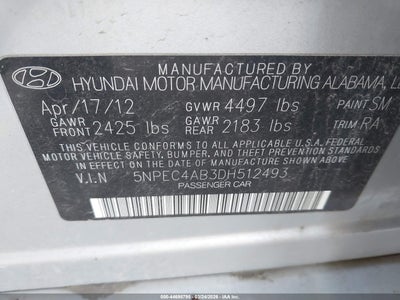 MANUFACTURED BY
HYUNDAI MOTOR MANUFACTURING ALABAMA, LL
Apr/17/12 GVWR 4497 lbs PAINT SM
GAWR FRONT 2425 lbs GAWR REAR 2183 lbs TRIM RA
THIS VEHICLE CONFORMS TO ALL APPLICABLE U.S.A. FEDERAL
MOTOR VEHICLE SAFETY, BUMPER, AND THEFT PREVENTION
STANDARDS IN EFFECT ON THE DATE OF MANUFACTURE SHOWN ABOVE.
V.I.N 5NPEC4AB3DH512493
PASSENGER CAR